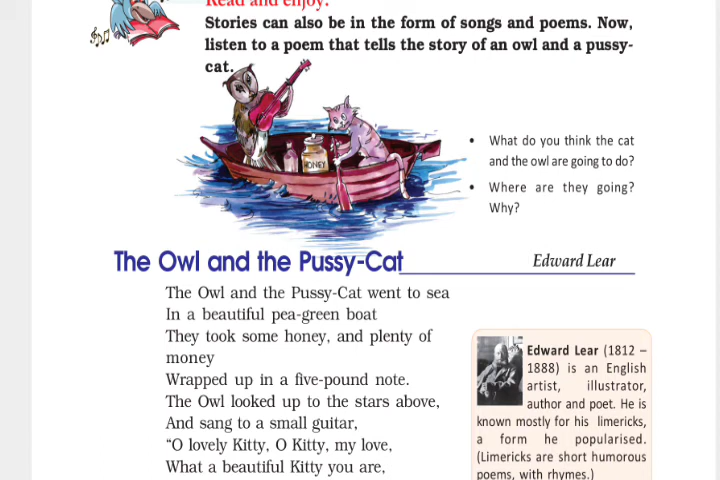 Read and enjoy.
Stories can also be in the form of songs and poems. Now,
listen to a poem that tells the story of an owl and a pussy-
cat.
HONEY
• What do you think the cat
and the owl are going to do?
• Where are they going?
Why?
The Owl and the Pussy-Cat
Edward Lear
The Owl and the Pussy-Cat went to sea
In a beautiful pea-green boat
They took some honey, and plenty of
money
Wrapped up in a five-pound note.
The Owl looked up to the stars above,
And sang to a small guitar,
“O lovely Kitty, O Kitty, my love,
What a beautiful Kitty you are,
Edward Lear (1812 –
1888) is an English
artist, illustrator,
author and poet. He is
known mostly for his limericks,
a form he popularised.
(Limericks are short humorous
poems, with rhymes.)